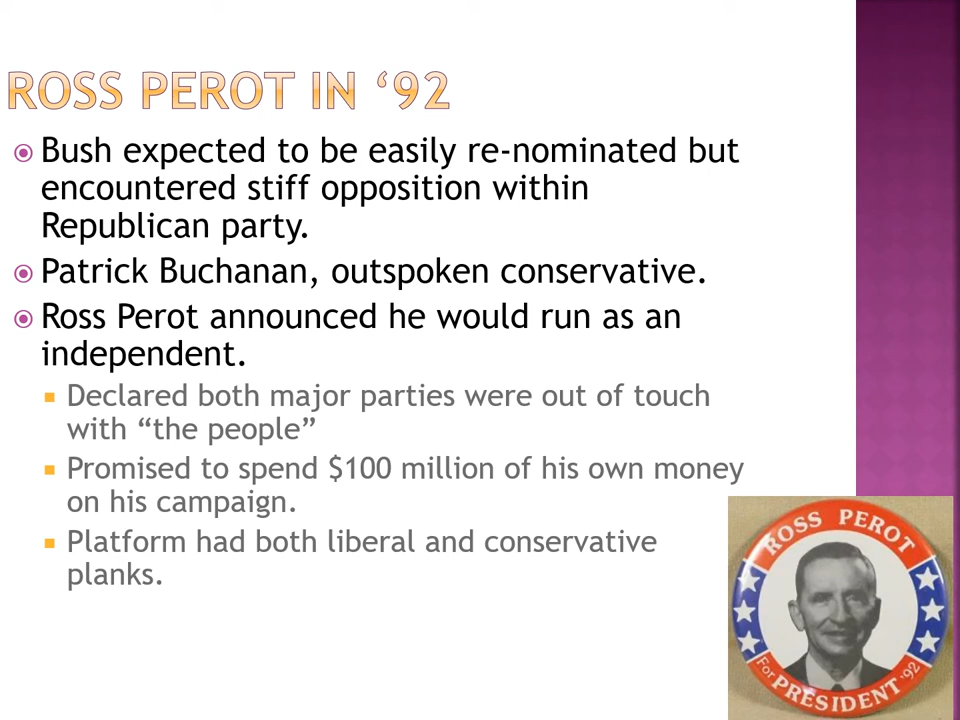 ROSS PEROT IN ‘92
Bush expected to be easily re-nominated but
encountered stiff opposition within
Republican party.
Patrick Buchanan, outspoken conservative.
Ross Perot announced he would run as an
independent.
Declared both major parties were out of touch
with “the people”
Promised to spend $100 million of his own money
on his campaign.
Platform had both liberal and conservative
planks.
ROSS PEROT
For PRESIDENT '92